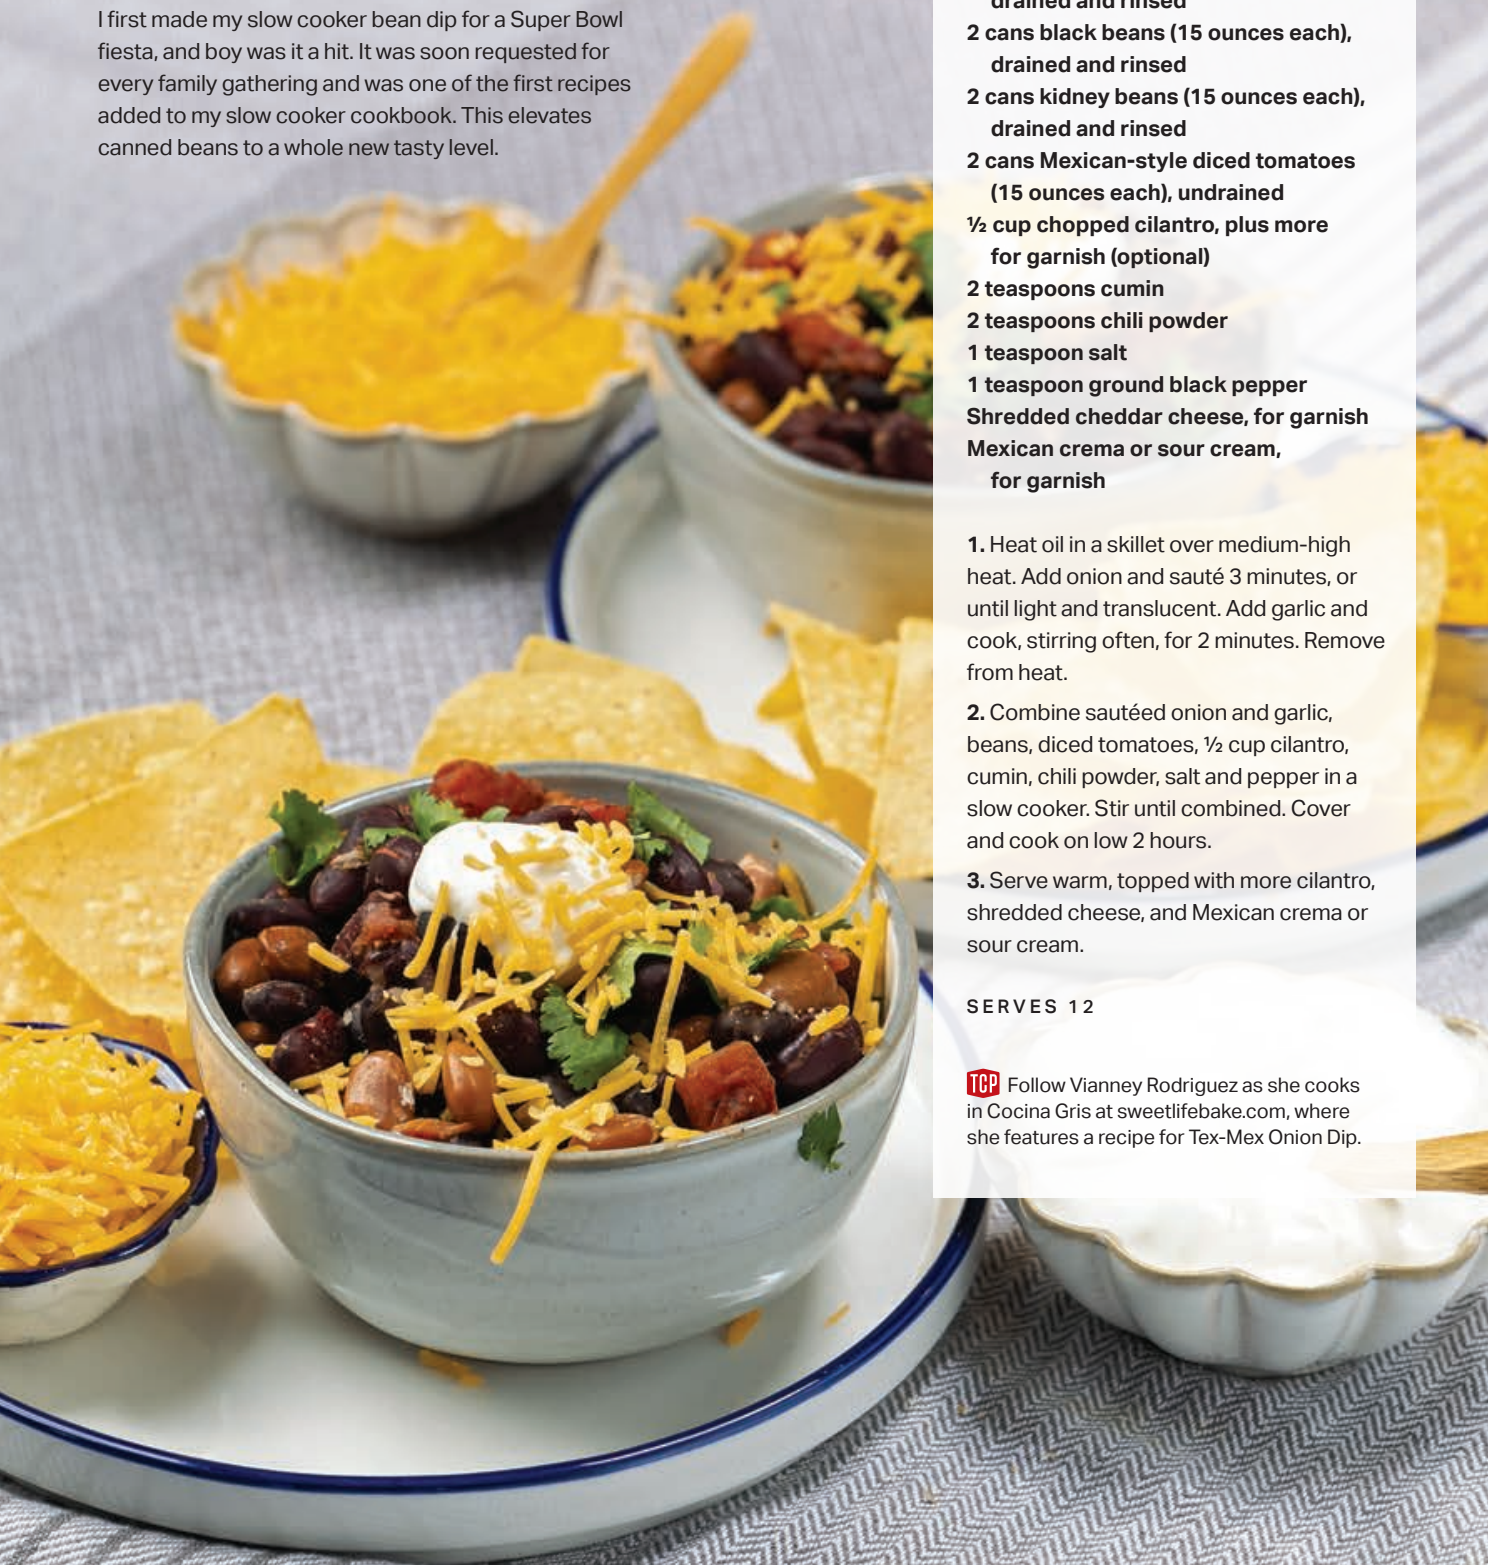 I first made my slow cooker bean dip for a Super Bowl
fiesta, and boy was it a hit. It was soon requested for
every family gathering and was one of the first recipes
added to my slow cooker cookbook. This elevates
canned beans to a whole new tasty level.
drained and rinsed
2 cans black beans (15 ounces each),
drained and rinsed
2 cans kidney beans (15 ounces each),
drained and rinsed
2 cans Mexican-style diced tomatoes
(15 ounces each), undrained
½ cup chopped cilantro, plus more
for garnish (optional)
2 teaspoons cumin
2 teaspoons chili powder
1 teaspoon salt
1 teaspoon ground black pepper
Shredded cheddar cheese, for garnish
Mexican crema or sour cream,
for garnish
1. Heat oil in a skillet over medium-high
heat. Add onion and sauté 3 minutes, or
until light and translucent. Add garlic and
cook, stirring often, for 2 minutes. Remove
from heat.
2. Combine sautéed onion and garlic,
beans, diced tomatoes, ½ cup cilantro,
cumin, chili powder, salt and pepper in a
slow cooker. Stir until combined. Cover
and cook on low 2 hours.
3. Serve warm, topped with more cilantro,
shredded cheese, and Mexican crema or
sour cream.
SERVES 12
TCP Follow Vianney Rodriguez as she cooks
in Cocina Gris at sweetlifebake.com, where
she features a recipe for Tex-Mex Onion Dip.